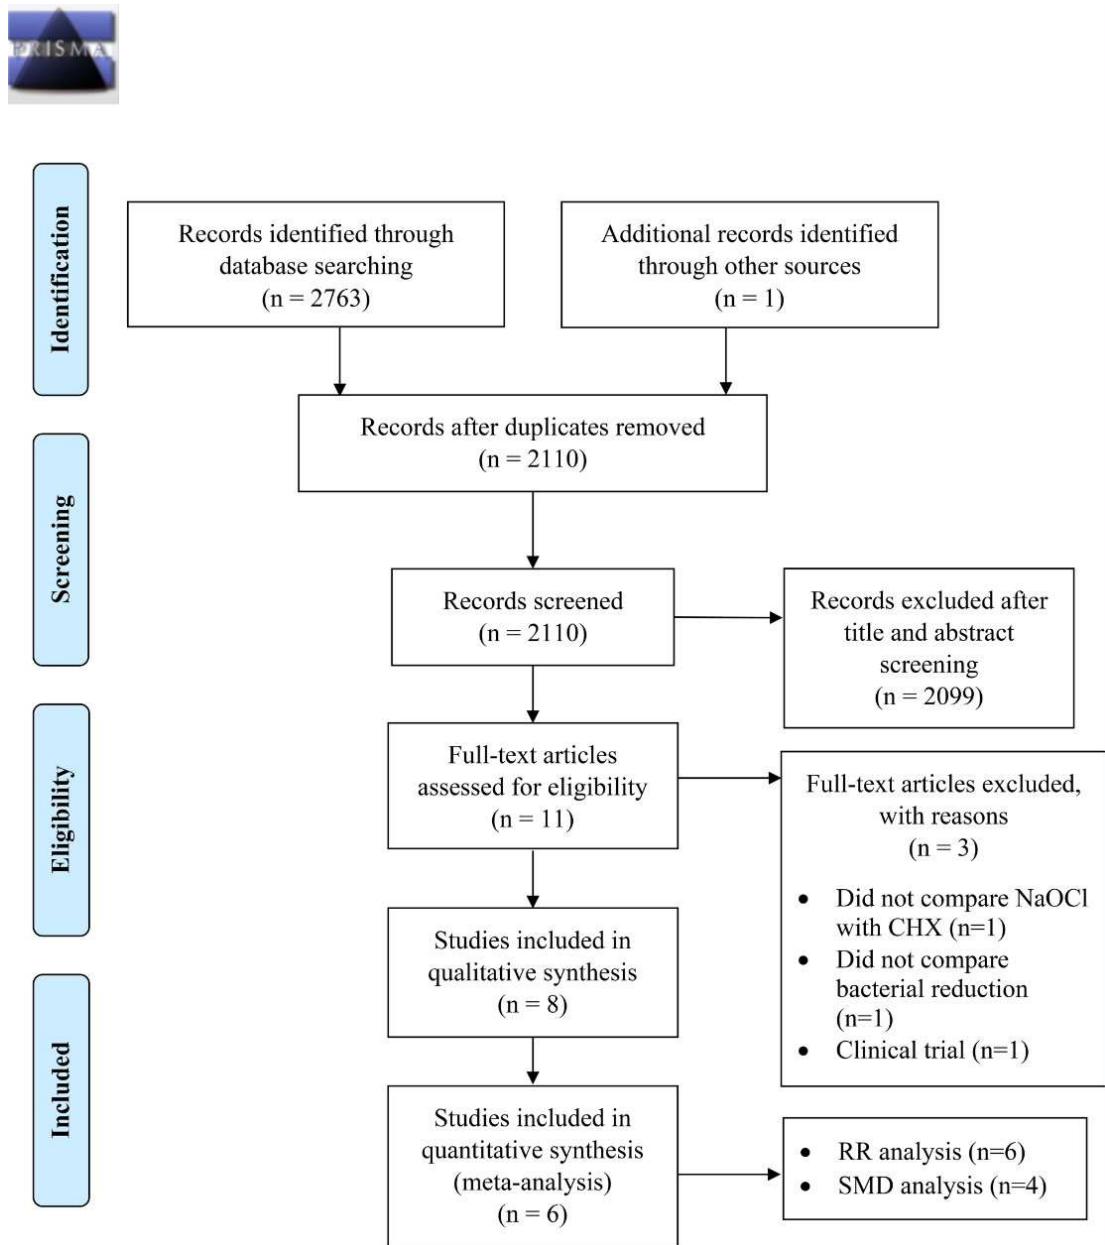 PRISMA
Identification
Records identified through
database searching
(n = 2763)
Additional records identified
through other sources
(n = 1)
Records after duplicates removed
(n = 2110)
Screening
Records screened
(n = 2110)
Records excluded after
title and abstract
screening
(n = 2099)
Eligibility
Full-text articles
assessed for eligibility
(n = 11)
Full-text articles excluded,
with reasons
(n = 3)
• Did not compare NaOCl
with CHX (n=1)
• Did not compare
bacterial reduction
(n=1)
• Clinical trial (n=1)
Studies included in
qualitative synthesis
(n = 8)
Included
Studies included in
quantitative synthesis
(meta-analysis)
(n = 6)
• RR analysis (n=6)
• SMD analysis (n=4)